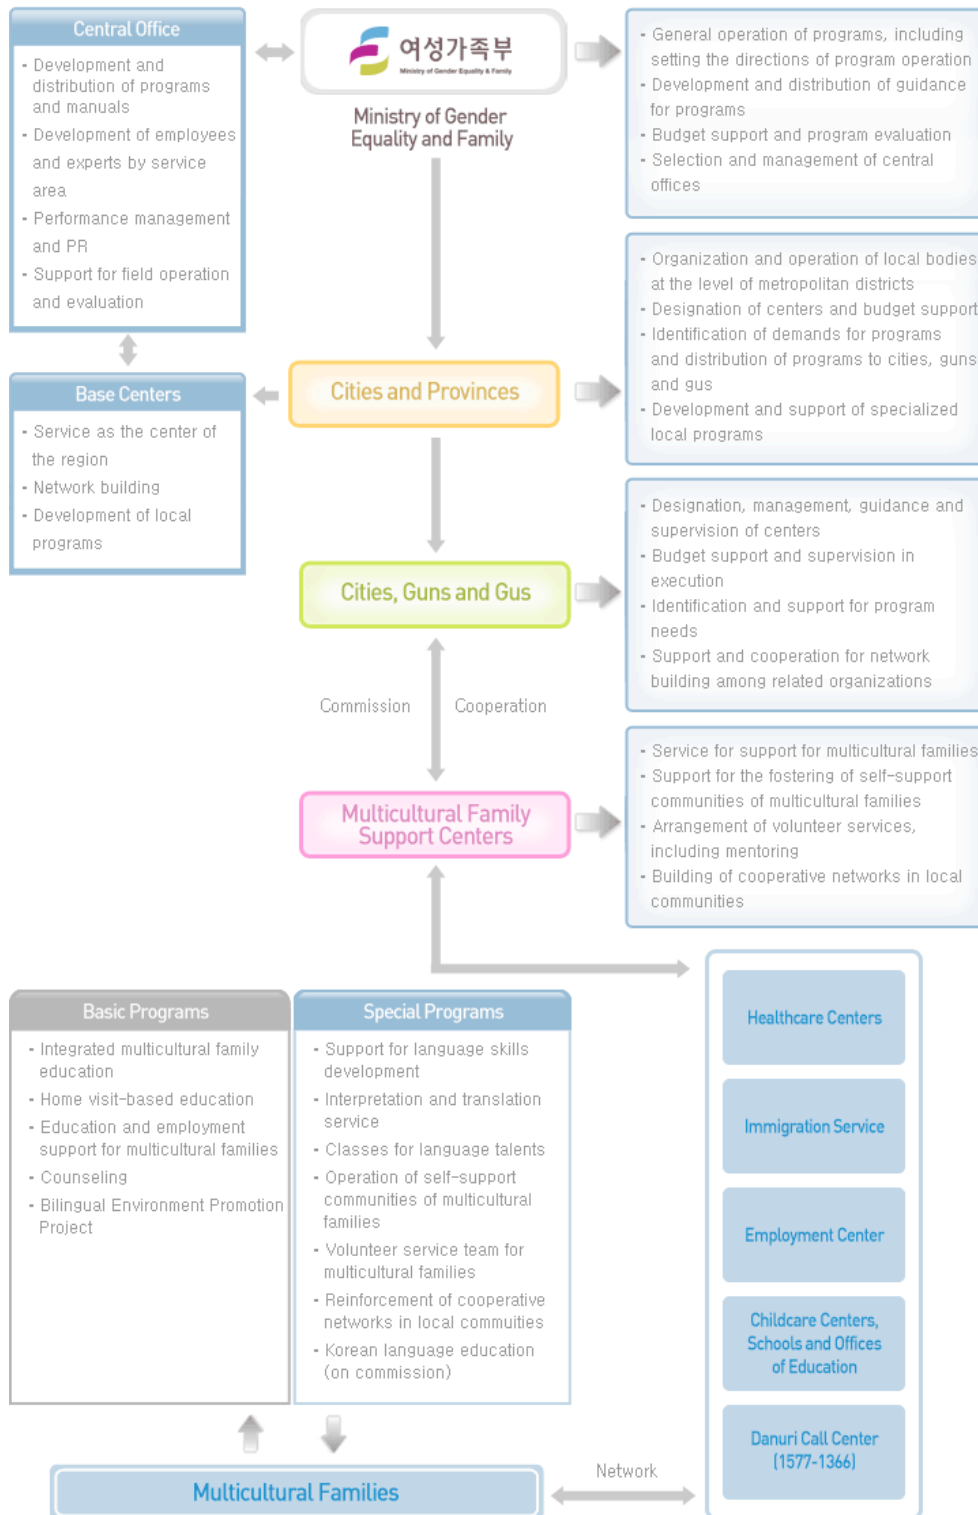 Central Office
- Development and
distribution of programs
and manuals
- Development of employees
and experts by service
area
- Performance management
and PR
- Support for field operation
and evaluation
여성가족부
Ministry of Gender Equality & Family
Ministry of Gender
Equality and Family
- General operation of programs, including
setting the directions of program operation
- Development and distribution of guidance
for programs
- Budget support and program evaluation
- Selection and management of central
offices
Base Centers
- Service as the center of
the region
- Network building
- Development of local
programs
Cities and Provinces
- Organization and operation of local bodies
at the level of metropolitan districts
- Designation of centers and budget support
- Identification of demands for programs
and distribution of programs to cities, guns
and gus
- Development and support of specialized
local programs
Cities, Guns and Gus
- Designation, management, guidance and
supervision of centers
- Budget support and supervision in
execution
- Identification and support for program
needs
- Support and cooperation for network
building among related organizations
Commission
Cooperation
Multicultural Family
Support Centers
- Service for support for multicultural families
- Support for the fostering of self-support
communities of multicultural families
- Arrangement of volunteer services,
including mentoring
- Building of cooperative networks in local
communities
Basic Programs
- Integrated multicultural family
education
- Home visit-based education
- Education and employment
support for multicultural families
- Counseling
- Bilingual Environment Promotion
Project
Special Programs
- Support for language skills
development
- Interpretation and translation
service
- Classes for language talents
- Operation of self-support
communities of multicultural
families
- Volunteer service team for
multicultural families
- Reinforcement of cooperative
networks in local commuities
- Korean language education
(on commission)
Healthcare Centers
Immigration Service
Employment Center
Childcare Centers,
Schools and Offices
of Education
Danuri Call Center
(1577-1366)
Multicultural Families
Network